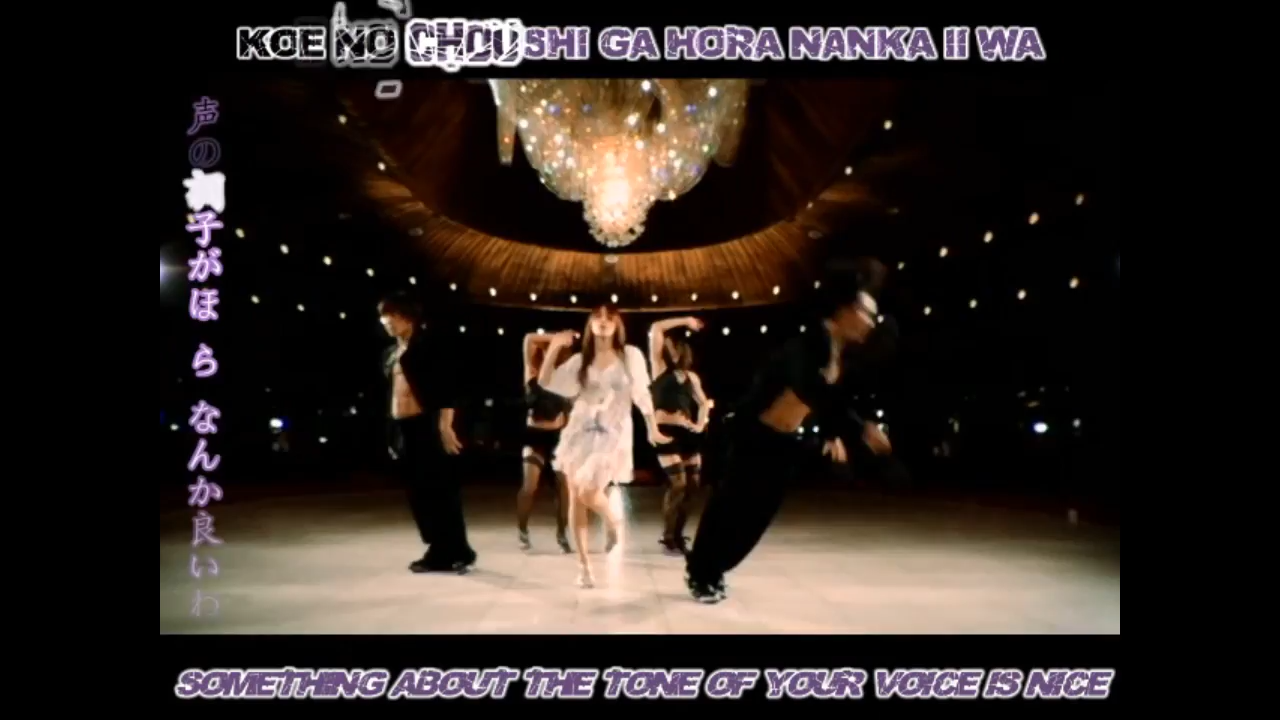 KOE NO CHOUSHI GA HORA NANKA II WA
声の調子がほら なんか良いわ
SOMETHING ABOUT THE TONE OF YOUR VOICE IS NICE